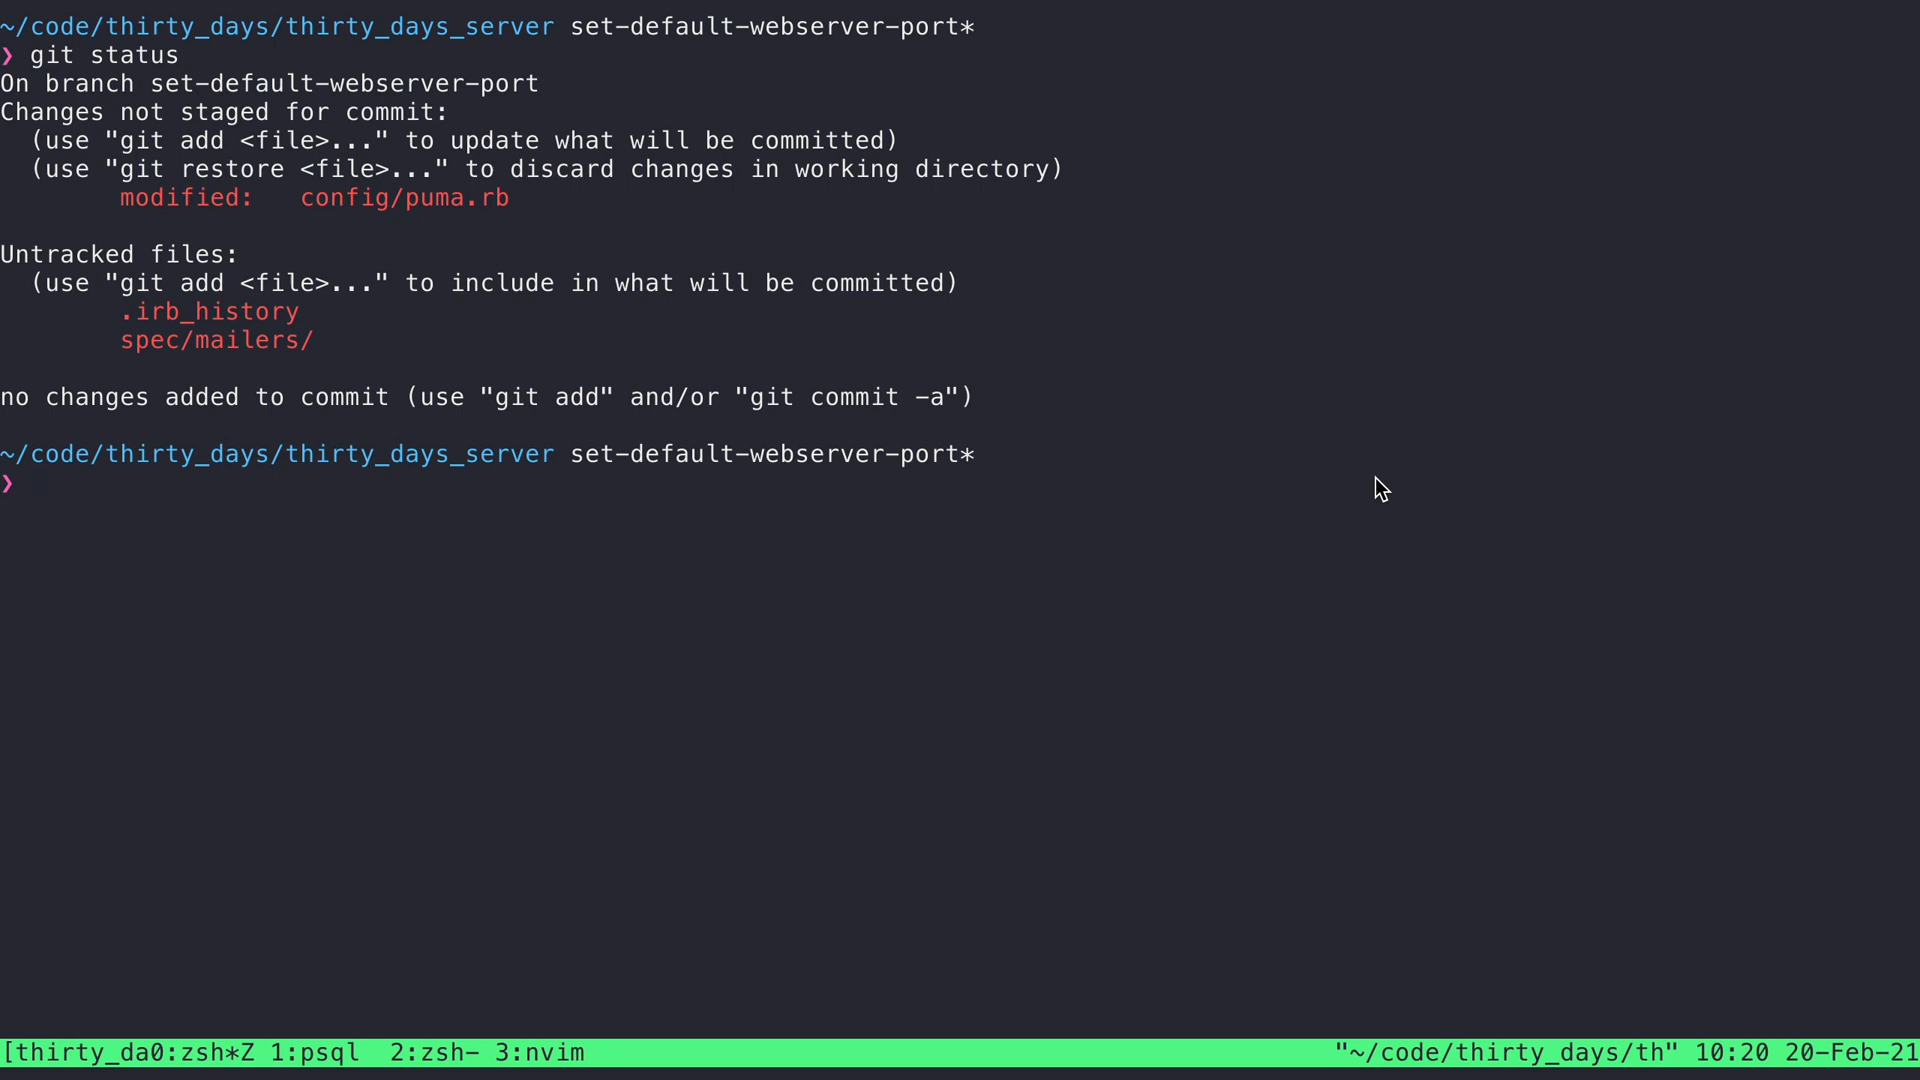 ~/code/thirty_days/thirty_days_server set-default-webserver-port*
❯ git status
On branch set-default-webserver-port
Changes not staged for commit:
  (use "git add <file>..." to update what will be committed)
  (use "git restore <file>..." to discard changes in working directory)
        modified:   config/puma.rb

Untracked files:
  (use "git add <file>..." to include in what will be committed)
        .irb_history
        spec/mailers/

no changes added to commit (use "git add" and/or "git commit -a")

~/code/thirty_days/thirty_days_server set-default-webserver-port*
❯
[thirty_da0:zsh*Z 1:psql  2:zsh- 3:nvim "~/code/thirty_days/th" 10:20 20-Feb-21